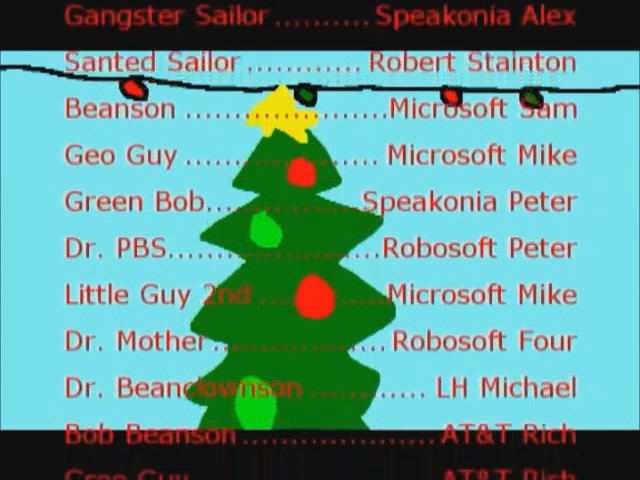 Gangster Sailor.......... Speakonia Alex
Santed Sailor............ Robert Stainton
Beanson .....................Microsoft Sam
Geo Guy .................... Microsoft Mike
Green Bob................Speakonia Peter
Dr. PBS......................Robosoft Peter
Little Guy 2nd .............Microsoft Mike
Dr. Mother.................. Robosoft Four
Dr. Beanclownson ........... LH Michael
Bob Beanson...................AT&T Rich
AT&T Rich